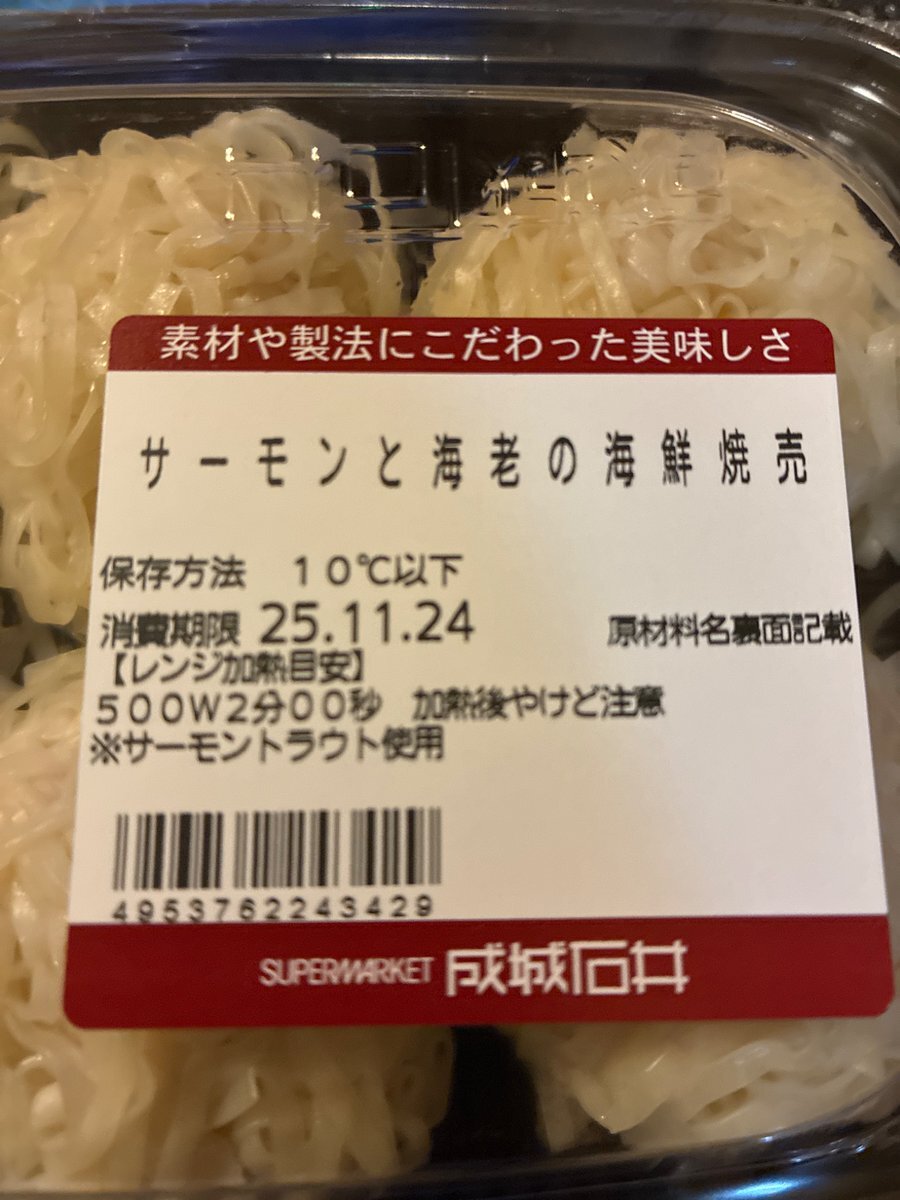 素材や製法にこだわった美味しさ
サーモンと海老の海鮮焼売
保存方法　１０℃以下
消費期限 25.11.24　原材料名裏面記載
【レンジ加熱目安】
５００Ｗ２分００秒　加熱後やけど注意
※サーモントラウト使用
4953762243429
SUPERMARKET 成城石井